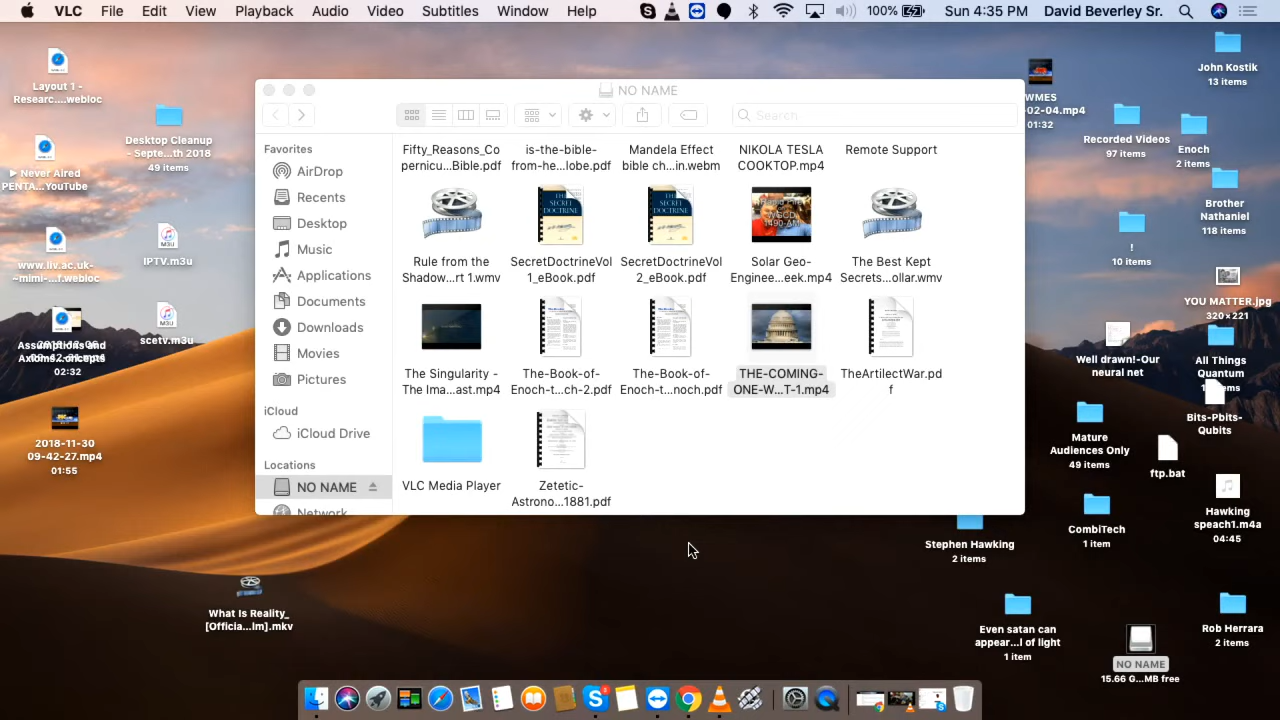 VLC File Edit View Playback Audio Video Subtitles Window Help 100% Sun 4:35 PM David Beverley Sr.
NO NAME
Search
Favorites
AirDrop
Recents
Desktop
Music
Applications
Documents
Downloads
Movies
Pictures
iCloud
iCloud Drive
Locations
NO NAME
Network
Fifty_Reasons_Co
pernicu...Bible.pdf
is-the-bible-
from-he...lobe.pdf
Mandela Effect
bible ch...in.webm
NIKOLA TESLA
COOKTOP.mp4
Remote Support
Rule from the
Shadow...rt 1.wmv
SecretDoctrineVol
1_eBook.pdf
SecretDoctrineVol
2_eBook.pdf
Solar Geo-
Enginee...eek.mp4
The Best Kept
Secrets...ollar.wmv
THE
SECRET
DOCTRINE
THE
SECRET
DOCTRINE
WGCD
1490-AM
The Singularity -
The Ima...ast.mp4
The-Book-of-
Enoch-t...ch-2.pdf
The-Book-of-
Enoch-t...noch.pdf
THE-COMING-
ONE-W...T-1.mp4
TheArtilectWar.pd
f
VLC Media Player
Zetetic-
Astrono...1881.pdf
Layout 1 -
Researc....webloc
Desktop Cleanup
- Septe...th 2018
49 items
▶ Never Aired
PENTA...YouTube
www.liv.ac.uk-
~mimi-...f.webloc
M3U
IPTV.m3u
M3U
scetv.m3u
02:32
2018-11-30
09-42-27.mp4
01:55
What Is Reality_
[Officia...lm].mkv
WMES
-02-04.mp4
01:32
John Kostik
13 items
Recorded Videos
97 items
Enoch
2 items
Brother
Nathaniel
118 items
!
10 items
YOU MATTER.jpg
320×221
Well drawn!-Our
neural net
All Things
Quantum
Bits-Pbits-
Qubits
Mature
Audiences Only
49 items
ftp.bat
CombiTech
1 item
Hawking
speach1.m4a
04:45
Stephen Hawking
2 items
Even satan can
appear...l of light
1 item
Rob Herrara
2 items
NO NAME
15.66 G...MB free